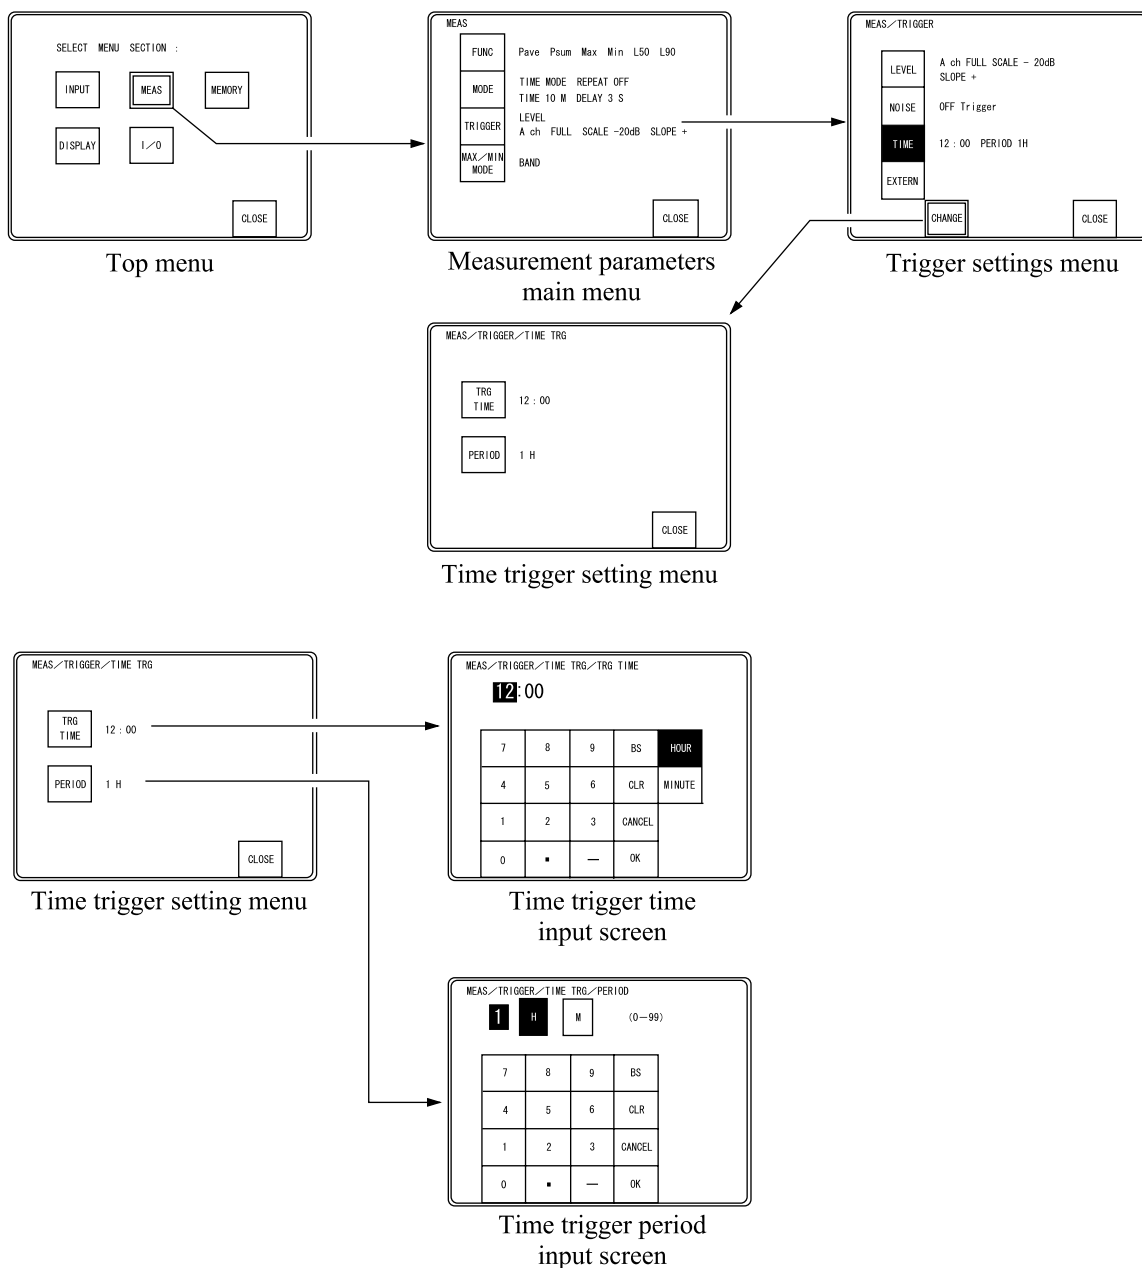 SELECT MENU SECTION :
INPUT
MEAS
MEMORY
DISPLAY
I/O
CLOSE
Top menu
MEAS
FUNC
Pave Psum Max Min L50 L90
MODE
TIME MODE REPEAT OFF
TIME 10 M DELAY 3 S
TRIGGER
LEVEL
A ch FULL SCALE -20dB SLOPE +
MAX/MIN
MODE
BAND
CLOSE
Measurement parameters
main menu
MEAS/TRIGGER
LEVEL
A ch FULL SCALE - 20dB
SLOPE +
NOISE
OFF Trigger
TIME
12 : 00 PERIOD 1H
EXTERN
CHANGE
CLOSE
Trigger settings menu
MEAS/TRIGGER/TIME TRG
TRG
TIME
12 : 00
PERIOD
1 H
CLOSE
Time trigger setting menu
MEAS/TRIGGER/TIME TRG
TRG
TIME
12 : 00
PERIOD
1 H
CLOSE
Time trigger setting menu
MEAS/TRIGGER/TIME TRG/TRG TIME
12:00
7 8 9 BS HOUR
4 5 6 CLR MINUTE
1 2 3 CANCEL
0 ▪ — OK
Time trigger time
input screen
MEAS/TRIGGER/TIME TRG/PERIOD
1 H M (0—99)
7 8 9 BS
4 5 6 CLR
1 2 3 CANCEL
0 ▪ — OK
Time trigger period
input screen